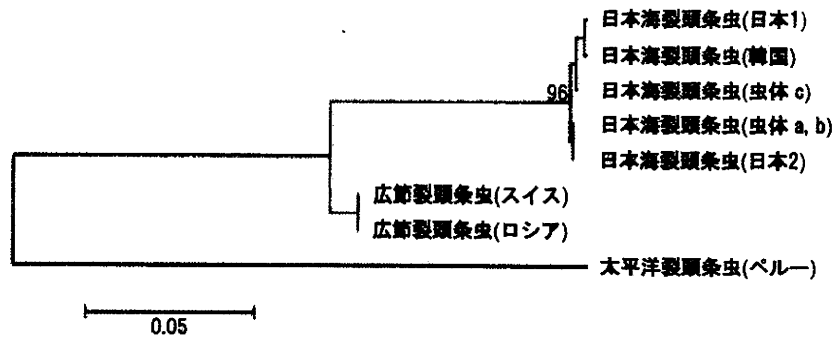 日本海裂頭条虫(日本1)
日本海裂頭条虫(韓国)
96
日本海裂頭条虫(虫体 c)
日本海裂頭条虫(虫体 a, b)
日本海裂頭条虫(日本2)
広節裂頭条虫(スイス)
広節裂頭条虫(ロシア)
太平洋裂頭条虫(ペルー)
0.05